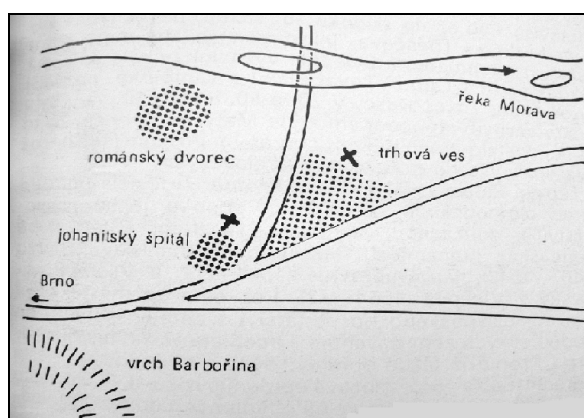 řeka Morava
románský dvorec
trhová ves
johanitský špitál
Brno
vrch Barbořina